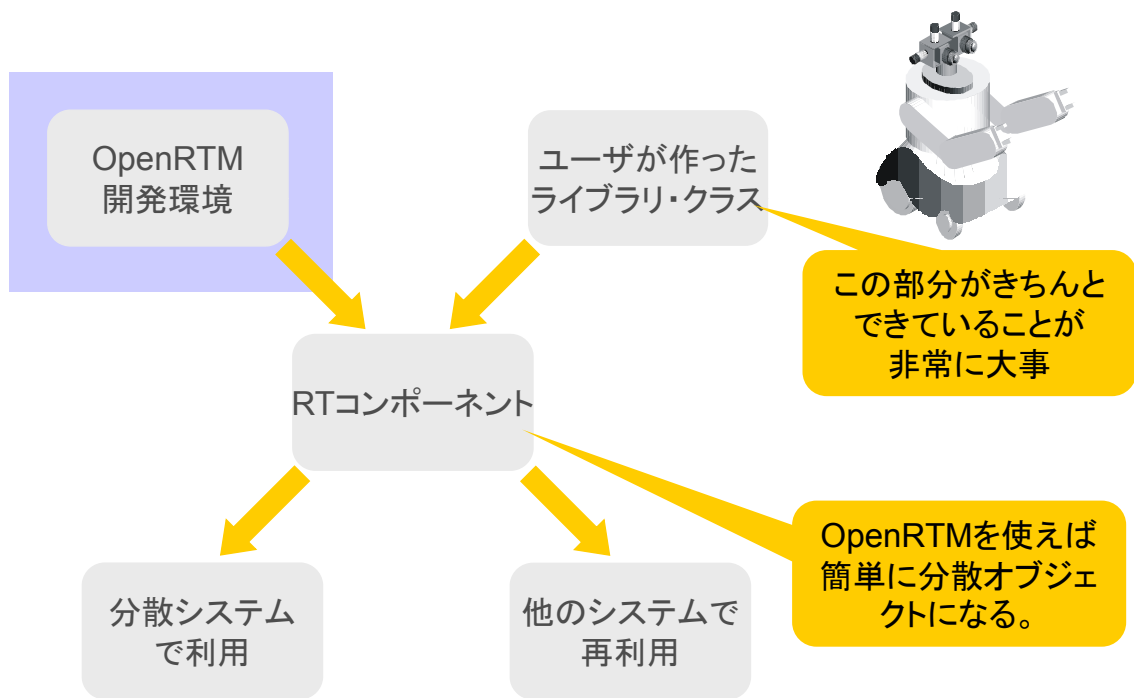 OpenRTM
開発環境
ユーザが作った
ライブラリ・クラス
この部分がきちんと
できていることが
非常に大事
RTコンポーネント
OpenRTMを使えば
簡単に分散オブジェ
クトになる。
分散システム
で利用
他のシステムで
再利用